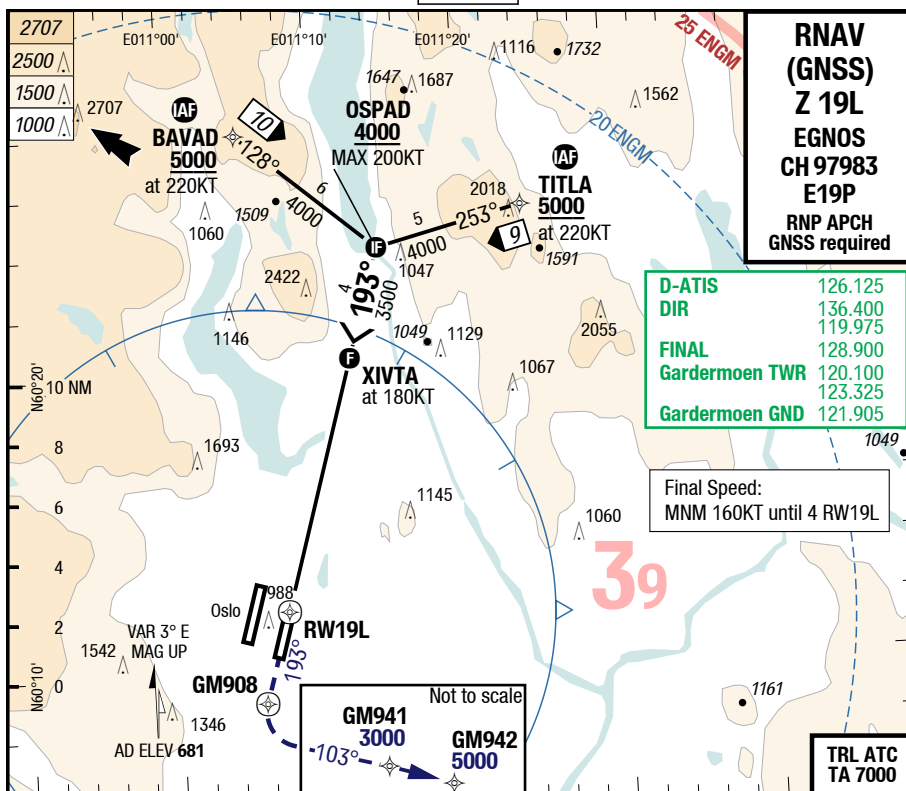 2707
2500
1500
1000
E011°00'
E011°10'
E011°20'
1116
1732
25 ENGM
20 ENGM
1647
1687
1562
2707
IAF
BAVAD
5000
at 220KT
10
128°
6
4000
OSPAD
4000
MAX 200KT
IAF
TITLA
5000
at 220KT
2018
253°
5
4000
9
1591
1509
1060
IF
1047
2422
4
193°
3500
1146
1049
1129
2055
F
XIVTA
at 180KT
1067
RNAV
(GNSS)
Z 19L
EGNOS
CH 97983
E19P
RNP APCH
GNSS required
D-ATIS 126.125
DIR 136.400
119.975
FINAL 128.900
Gardermoen TWR 120.100
123.325
Gardermoen GND 121.905
1049
N60°20'
10 NM
8
6
4
2
0
N60°10'
1693
1145
1060
Final Speed:
MNM 160KT until 4 RW19L
39
Oslo
988
RW19L
193°
VAR 3° E
MAG UP
1542
1346
AD ELEV 681
GM908
103°
Not to scale
GM941
3000
GM942
5000
1161
TRL ATC
TA 7000